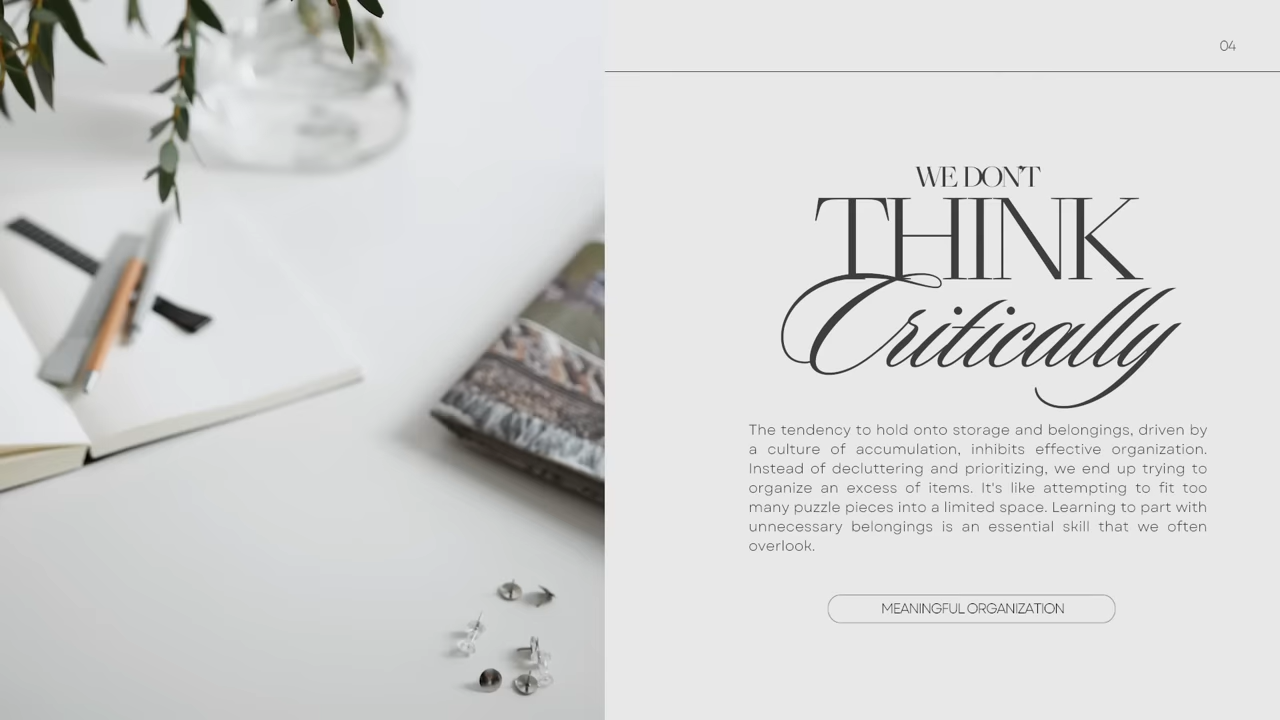 04
WE DON'T
THINK
Critically
The tendency to hold onto storage and belongings, driven by
a culture of accumulation, inhibits effective organization.
Instead of decluttering and prioritizing, we end up trying to
organize an excess of items. It's like attempting to fit too
many puzzle pieces into a limited space. Learning to part with
unnecessary belongings is an essential skill that we often
overlook.
MEANINGFUL ORGANIZATION